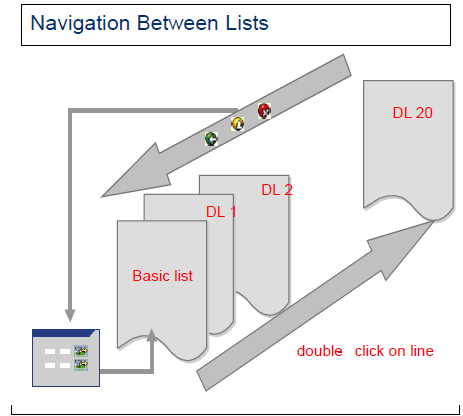 Navigation Between Lists
DL 20
DL 2
DL 1
Basic list
double- click on line